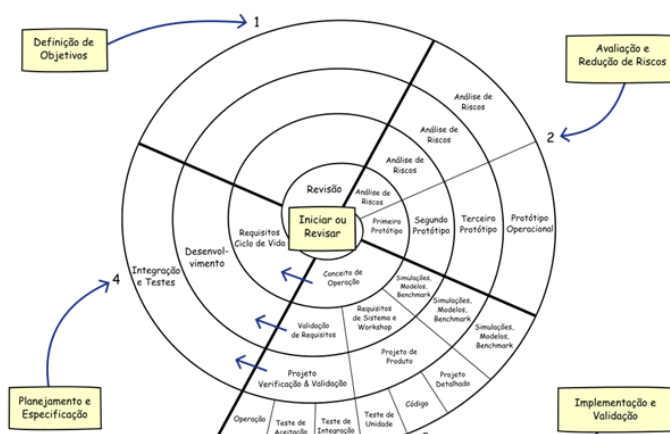 Definição de
Objetivos
1
Avaliação e
Redução de Riscos
2
Análise de
Riscos
Análise de
Riscos
Análise de
Riscos
Análise de
Riscos
Revisão
Iniciar ou
Revisar
Primeiro
Protótipo
Segundo
Protótipo
Terceiro
Protótipo
Protótipo
Operacional
Requisitos
Ciclo de Vida
Desenvol-
vimento
Integração
e Testes
4
Conceito de
Operação
Simulações,
Modelos,
Benchmark
Simulações,
Modelos,
Benchmark
Simulações,
Modelos,
Benchmark
Validação
de Requisitos
Requisitos
de Sistema e
Workshop
Projeto
Verificação & Validação
Projeto de
Produto
Projeto
Detalhado
Código
Operação
Teste de
Aceitação
Teste de
Integração
Teste de
Unidade
Planejamento e
Especificação
Implementação e
Validação